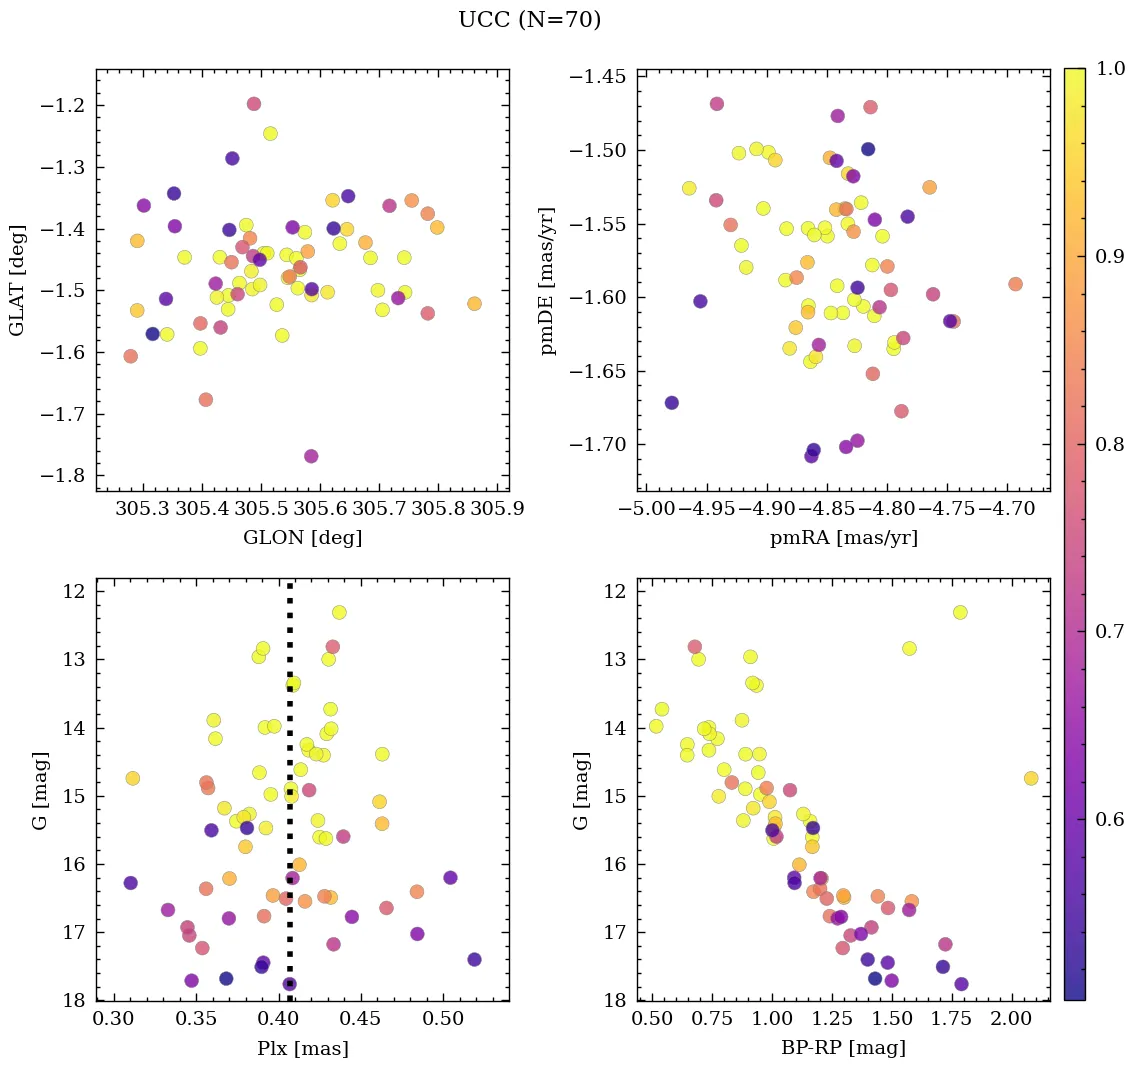 UCC (N=70)
−1.2
−1.3
−1.4
−1.5
−1.6
−1.7
−1.8
GLAT [deg]
305.3 305.4 305.5 305.6 305.7 305.8 305.9
GLON [deg]
−1.45
−1.50
−1.55
−1.60
−1.65
−1.70
pmDE [mas/yr]
−5.00 −4.95 −4.90 −4.85 −4.80 −4.75 −4.70
pmRA [mas/yr]
1.0
0.9
0.8
0.7
0.6
12
13
14
15
16
17
18
G [mag]
0.30 0.35 0.40 0.45 0.50
Plx [mas]
12
13
14
15
16
17
18
G [mag]
0.50 0.75 1.00 1.25 1.50 1.75 2.00
BP-RP [mag]